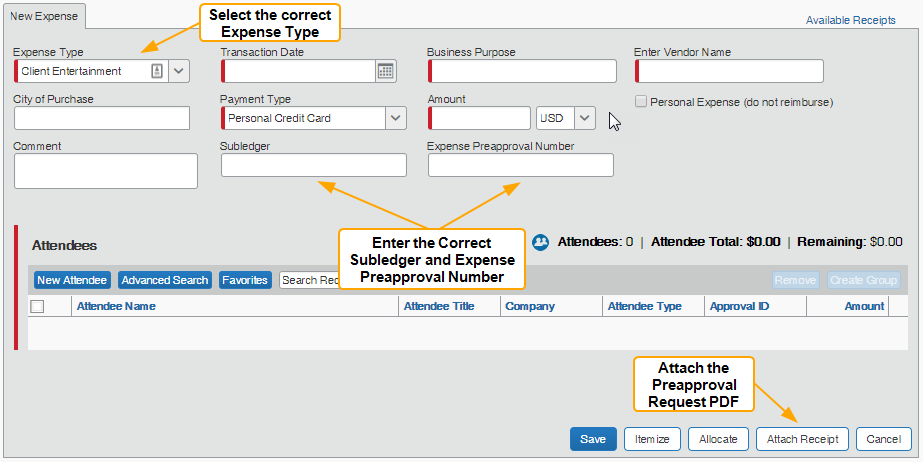 New Expense
Select the correct
Expense Type
Available Receipts
Expense Type
Transaction Date
Business Purpose
Enter Vendor Name
Client Entertainment
City of Purchase
Payment Type
Amount
Personal Credit Card
USD
Personal Expense (do not reimburse)
Comment
Subledger
Expense Preapproval Number
Enter the Correct
Subledger and Expense
Preapproval Number
Attendees
Attendees: 0 | Attendee Total: $0.00 | Remaining: $0.00
New Attendee
Advanced Search
Favorites
Search Rec
Remove
Create Group
Attendee Name
Attendee Title
Company
Attendee Type
Approval ID
Amount
Attach the
Preapproval
Request PDF
Save
Itemize
Allocate
Attach Receipt
Cancel